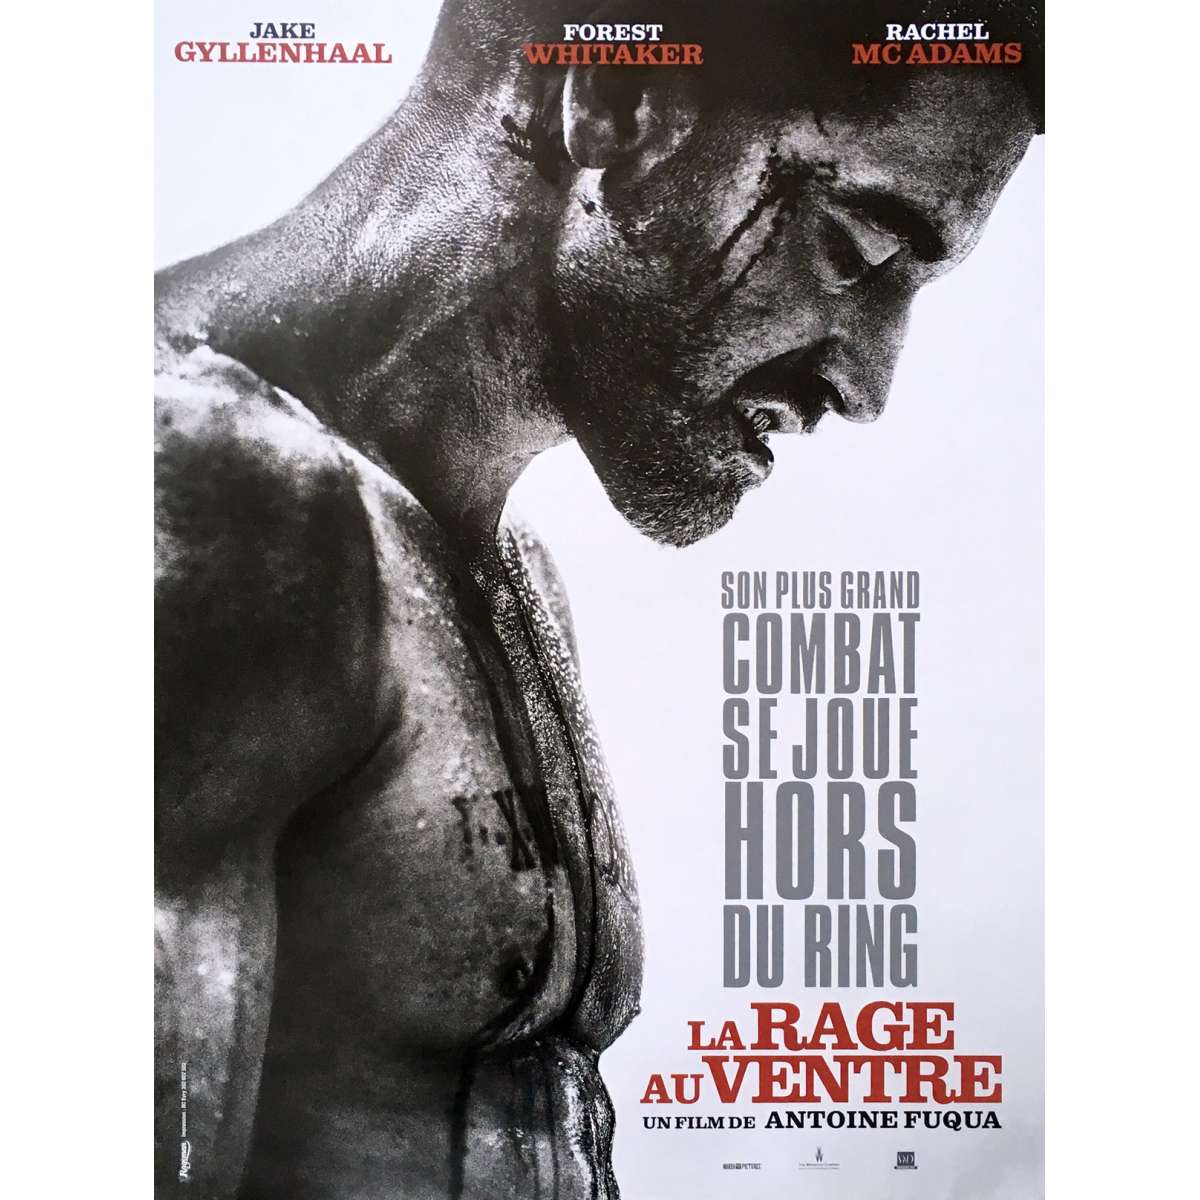 JAKE
GYLLENHAAL
FOREST
WHITAKER
RACHEL
MC ADAMS
SON PLUS GRAND
COMBAT
SE JOUE
HORS
DU RING
LA RAGE
AU VENTRE
UN FILM DE ANTOINE FUQUA